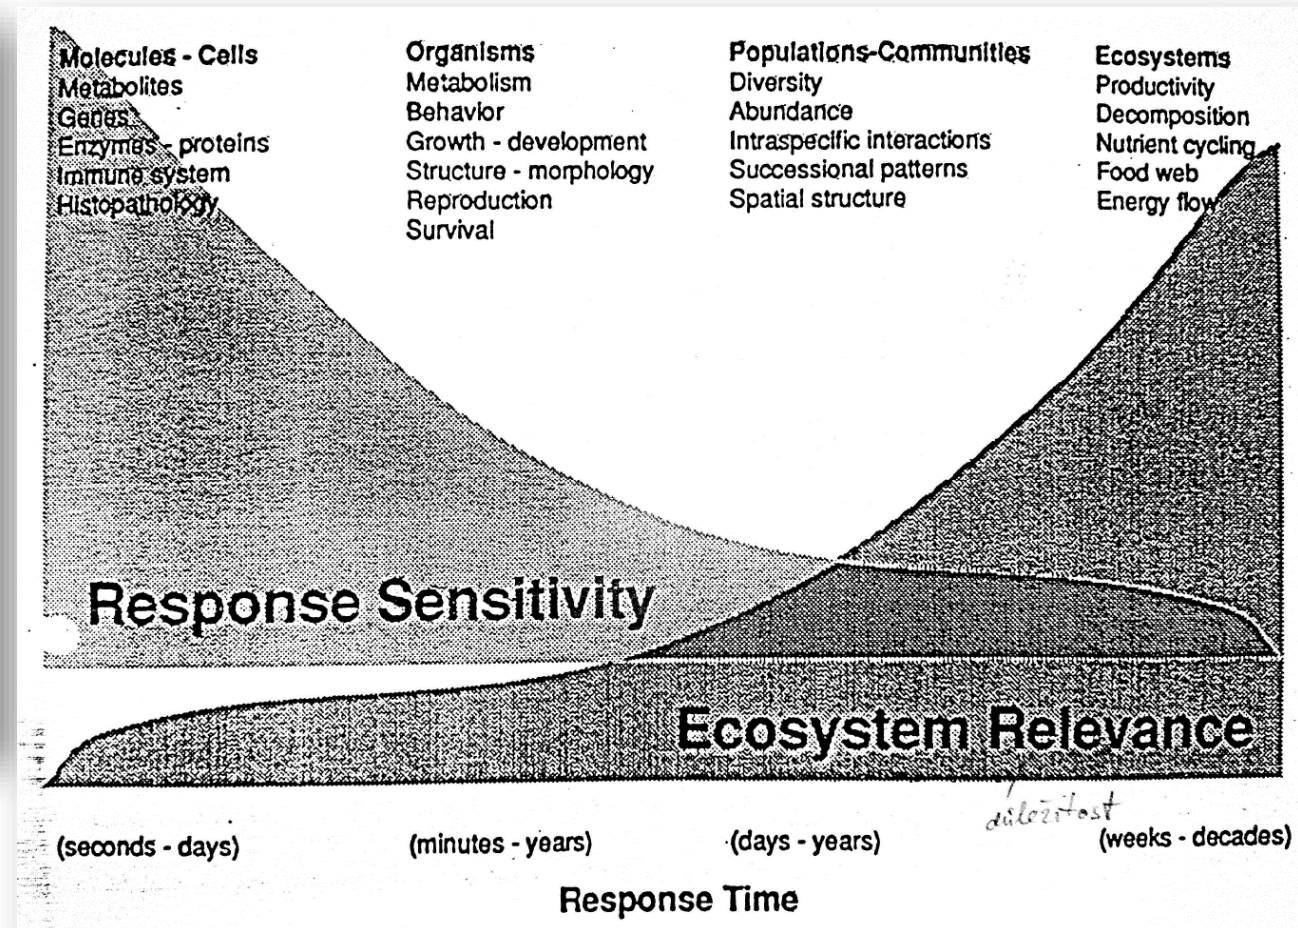 Molecules - Cells
Metabolites
Genes
Enzymes - proteins
Immune system
Histopathology
Organisms
Metabolism
Behavior
Growth - development
Structure - morphology
Reproduction
Survival
Populations-Communities
Diversity
Abundance
Intraspecific interactions
Successional patterns
Spatial structure
Ecosystems
Productivity
Decomposition
Nutrient cycling
Food web
Energy flow
Response Sensitivity
Ecosystem Relevance
důležitost
(seconds - days)
(minutes - years)
(days - years)
(weeks - decades)
Response Time